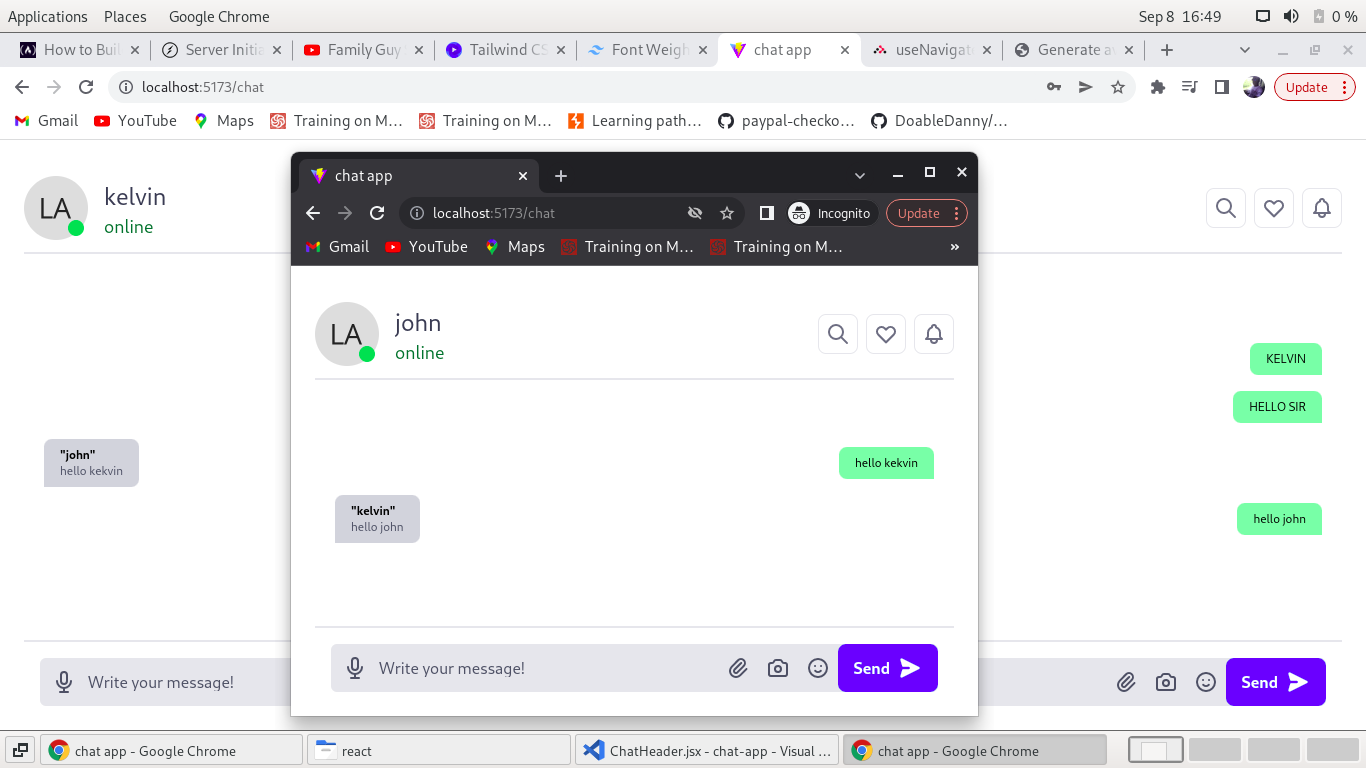 Applications Places Google Chrome Sep 8 16:49 0 %
How to Buil Server Initia Family Guy Tailwind CS Font Weigh chat app useNavigat Generate av
localhost:5173/chat Update
Gmail YouTube Maps Training on M... Training on M... Learning path... paypal-checko... DoableDanny/...
LA kelvin
online
KELVIN
HELLO SIR
"john"
hello kekvin
hello john
Write your message! Send
chat app
localhost:5173/chat Incognito Update
Gmail YouTube Maps Training on M... Training on M... »
LA john
online
hello kekvin
"kelvin"
hello john
Write your message! Send
chat app - Google Chrome react ChatHeader.jsx - chat-app - Visual ... chat app - Google Chrome